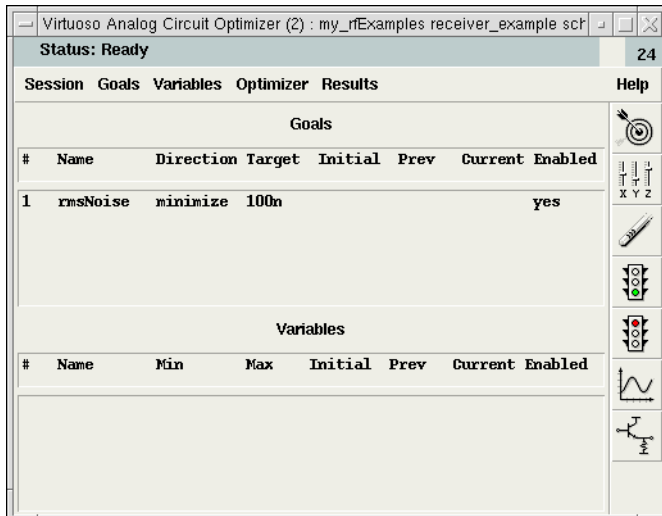 Virtuoso Analog Circuit Optimizer (2) : my_rfExamples receiver_example sch
Status: Ready 24
Session Goals Variables Optimizer Results Help
Goals
# Name Direction Target Initial Prev Current Enabled
1 rmsNoise minimize 100n yes
X Y Z
Variables
# Name Min Max Initial Prev Current Enabled